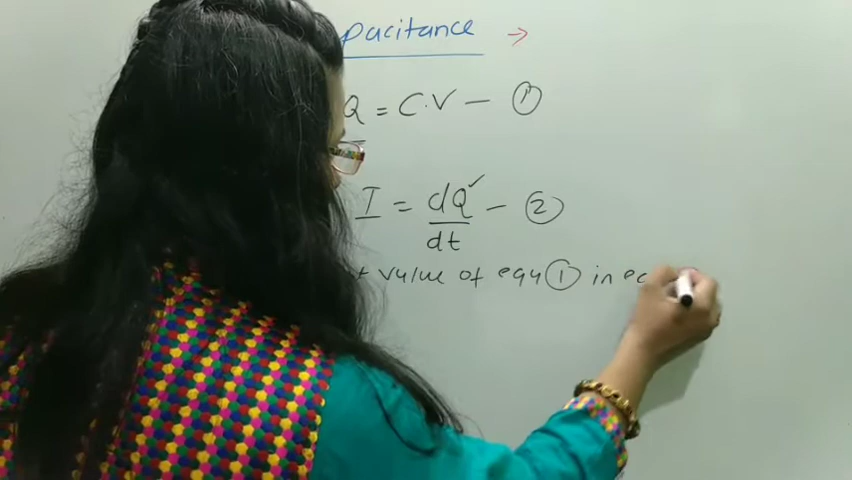 pacitance →
Q = C.V — ①
I = dQ/dt — ②
value of eqn ① in